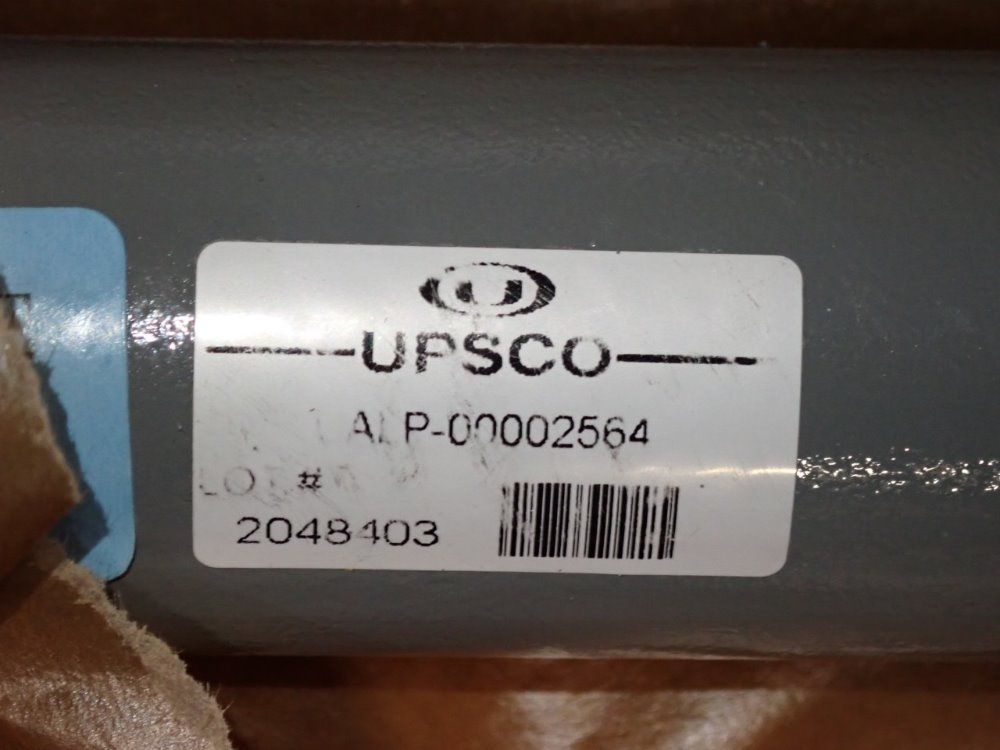 T
UPSCO
ALP-00002564
LOT #
2048403